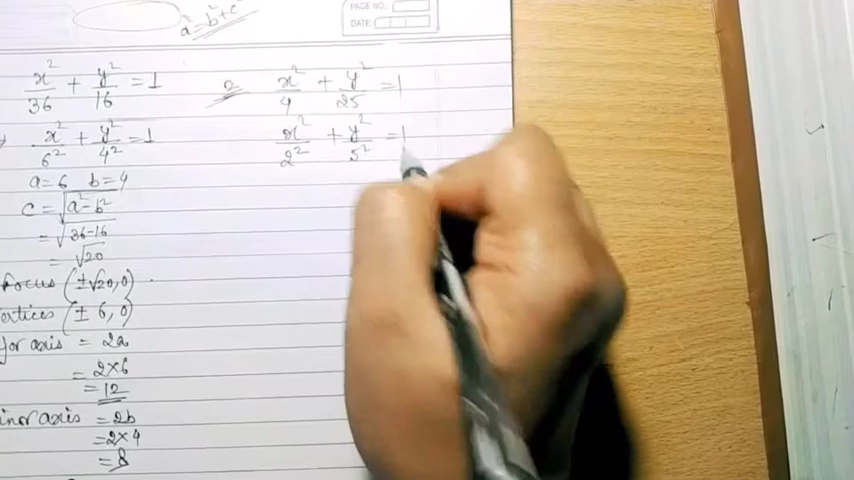 PAGE NO.
DATE:
a² = b² + c²
x²/36 + y²/16 = 1
x²/6² + y²/4² = 1
a = 6 b = 4
c = √a² - b²
= √36-16
= √20
Focus (±√20, 0)
ertices (± 6, 0)
jor axis = 2a
= 2×6
= 12
inor axis = 2b
= 2×4
= 8
2 x²/4 + y²/25 = 1
x²/2² + y²/5² = 1